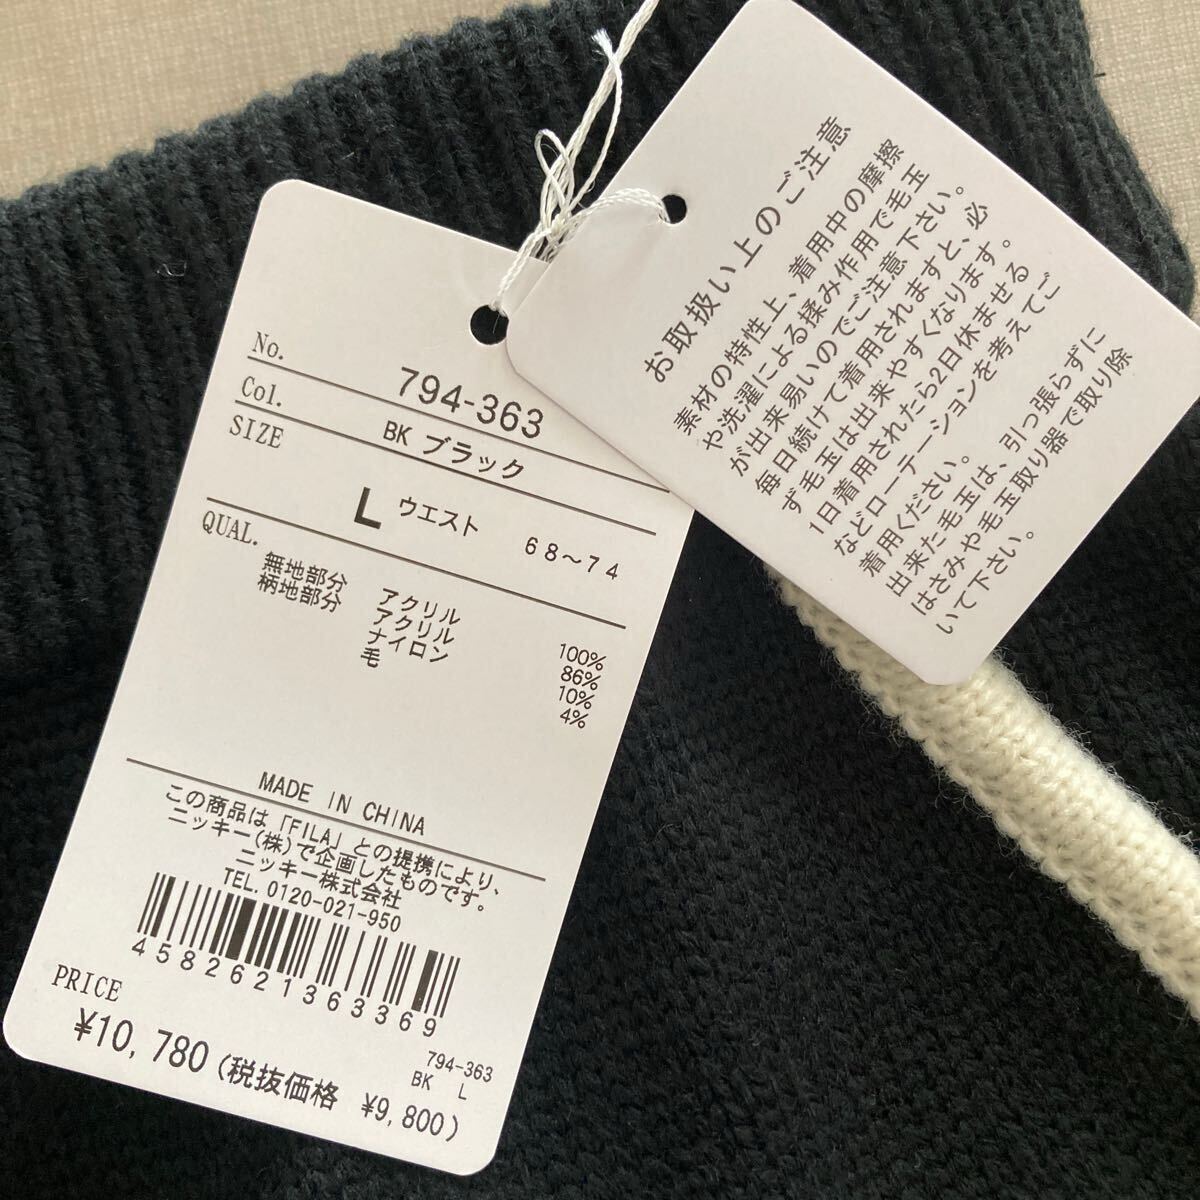 No. 794-363
Col. BK ブラック
SIZE
L ウエスト 68～74
QUAL.
無地部分 アクリル 100%
柄地部分 アクリル 86%
ナイロン 10%
毛 4%
MADE IN CHINA
この商品は「FILA」との提携により、
ニッキー(株)で企画したものです。
ニッキー株式会社
TEL. 0120-021-950
4582621363369
794-363
BK L
PRICE
¥10,780 (税抜価格 ¥9,800)
お取扱い上のご注意
素材の特性上、着用中の摩擦
や洗濯による揉み作用で毛玉
が出来易いのでご注意下さい。
毎日続けて着用されますと、必
ず毛玉は出来やすくなります。
1日着用されたら2日休ませる
などローテーションを考えてご
着用ください。
出来た毛玉は、引っ張らずに
はさみや毛玉取り器で取り除
いて下さい。